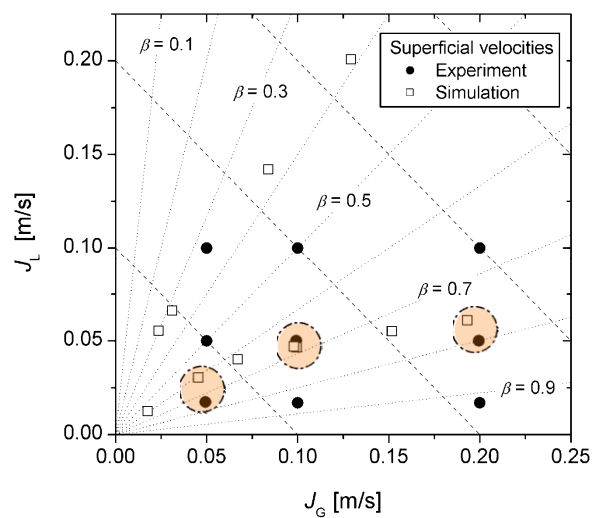 Superficial velocities
Experiment
Simulation
β = 0.1
β = 0.3
β = 0.5
β = 0.7
β = 0.9
0.20
0.15
0.10
0.05
0.00
J_L [m/s]
0.00 0.05 0.10 0.15 0.20 0.25
J_G [m/s]